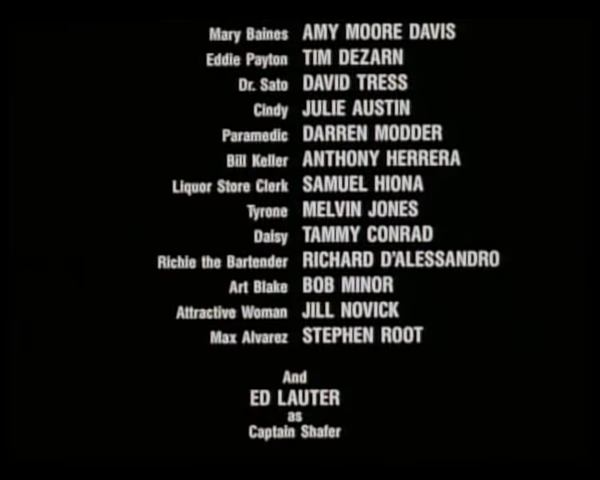 Mary Baines AMY MOORE DAVIS
Eddie Payton TIM DEZARN
Dr. Sato DAVID TRESS
Cindy JULIE AUSTIN
Paramedic DARREN MODDER
Bill Keller ANTHONY HERRERA
Liquor Store Clerk SAMUEL HIONA
Tyrone MELVIN JONES
Daisy TAMMY CONRAD
Richie the Bartender RICHARD D'ALESSANDRO
Art Blake BOB MINOR
Attractive Woman JILL NOVICK
Max Alvarez STEPHEN ROOT
And
ED LAUTER
as
Captain Shafer